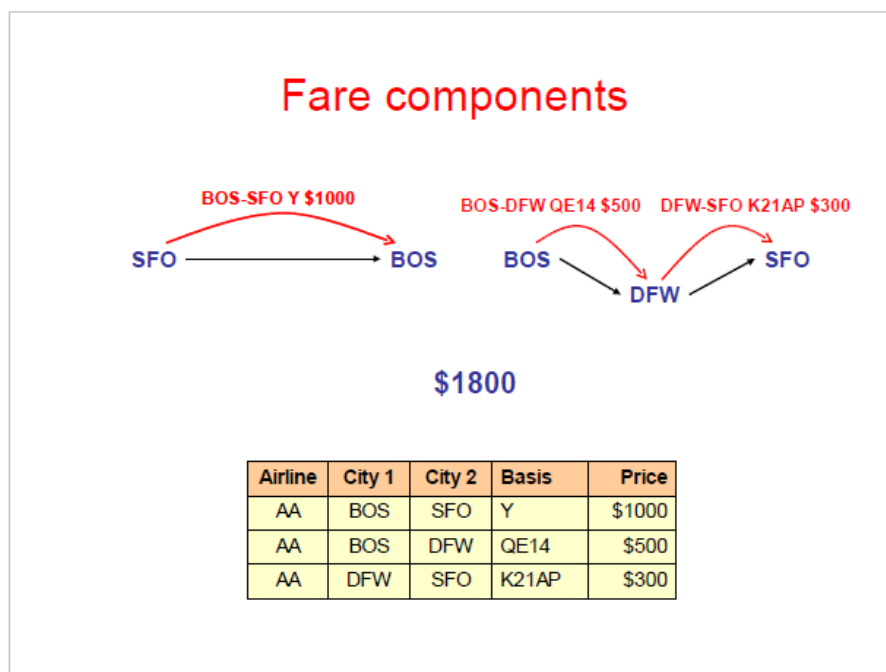 Fare components
BOS-SFO Y $1000
BOS-DFW QE14 $500 DFW-SFO K21AP $300
SFO BOS BOS SFO
DFW
$1800
Airline City 1 City 2 Basis Price
AA BOS SFO Y $1000
AA BOS DFW QE14 $500
AA DFW SFO K21AP $300